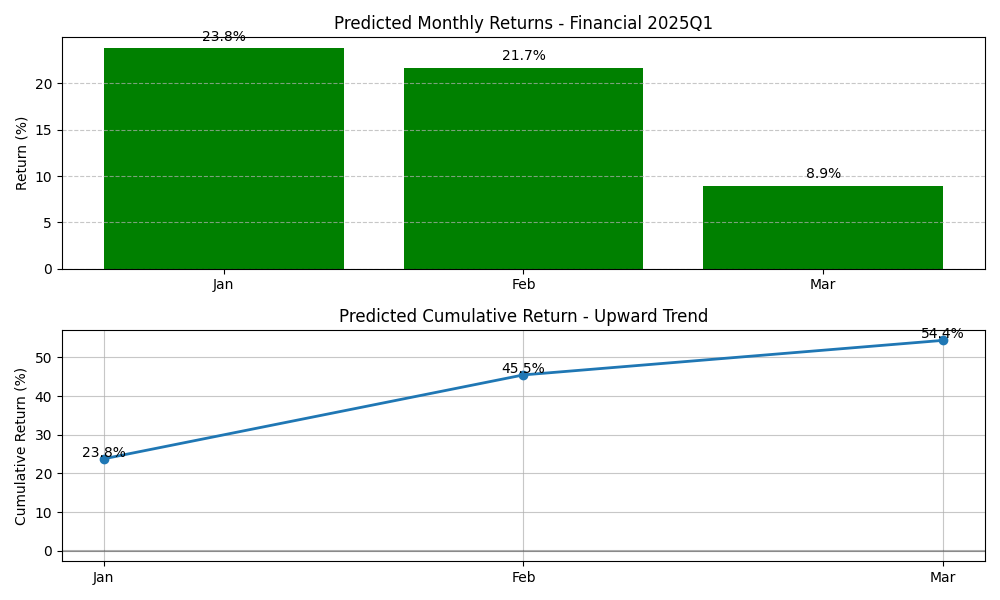 Predicted Monthly Returns - Financial 2025Q1
23.8%
21.7%
8.9%
20
15
10
5
0
Return (%)
Jan Feb Mar
Predicted Cumulative Return - Upward Trend
54.4%
45.5%
23.8%
50
40
30
20
10
0
Cumulative Return (%)
Jan Feb Mar